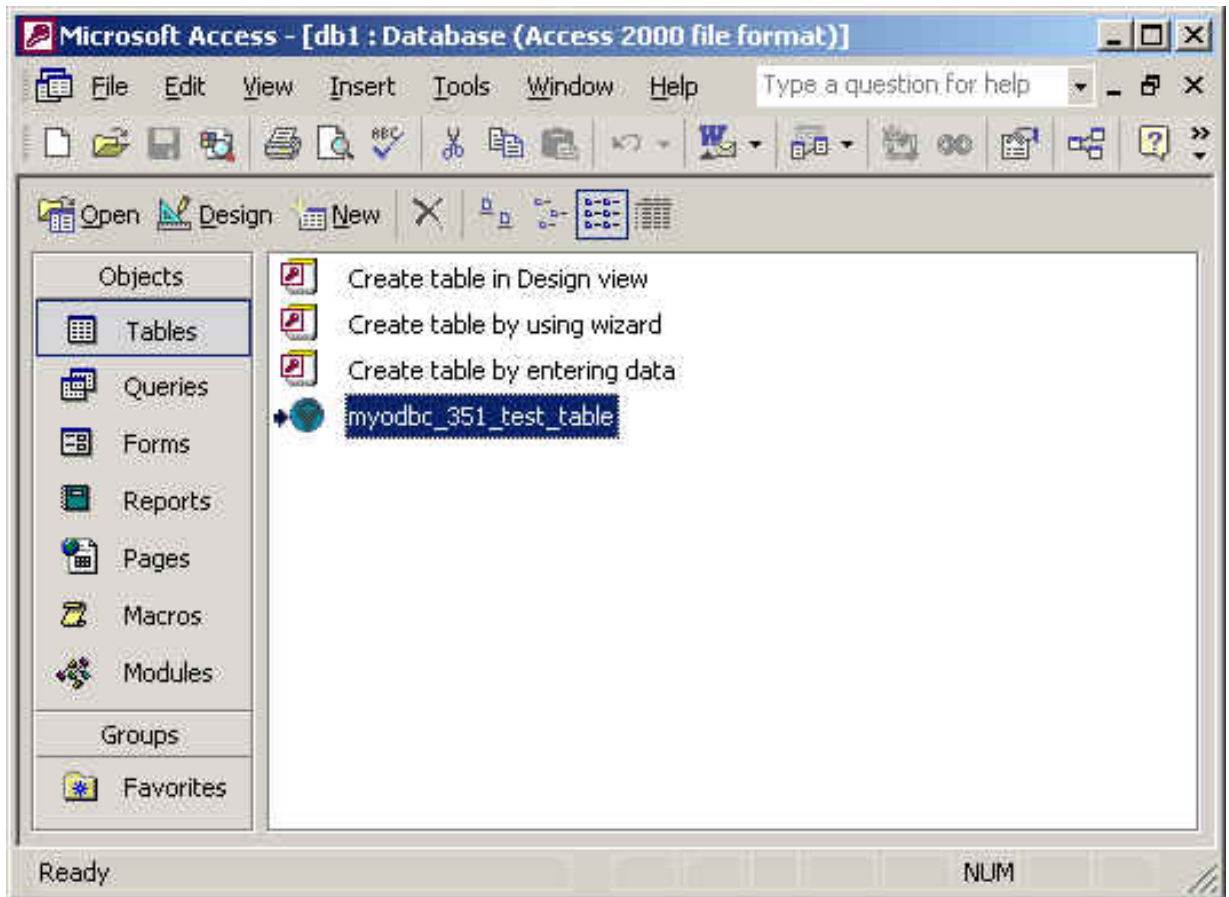 Microsoft Access - [db1 : Database (Access 2000 file format)]
File Edit View Insert Tools Window Help Type a question for help
ABC W
Open Design New
Objects
Tables
Queries
Forms
Reports
Pages
Macros
Modules
Groups
Favorites
Create table in Design view
Create table by using wizard
Create table by entering data
myodbc_351_test_table
Ready NUM